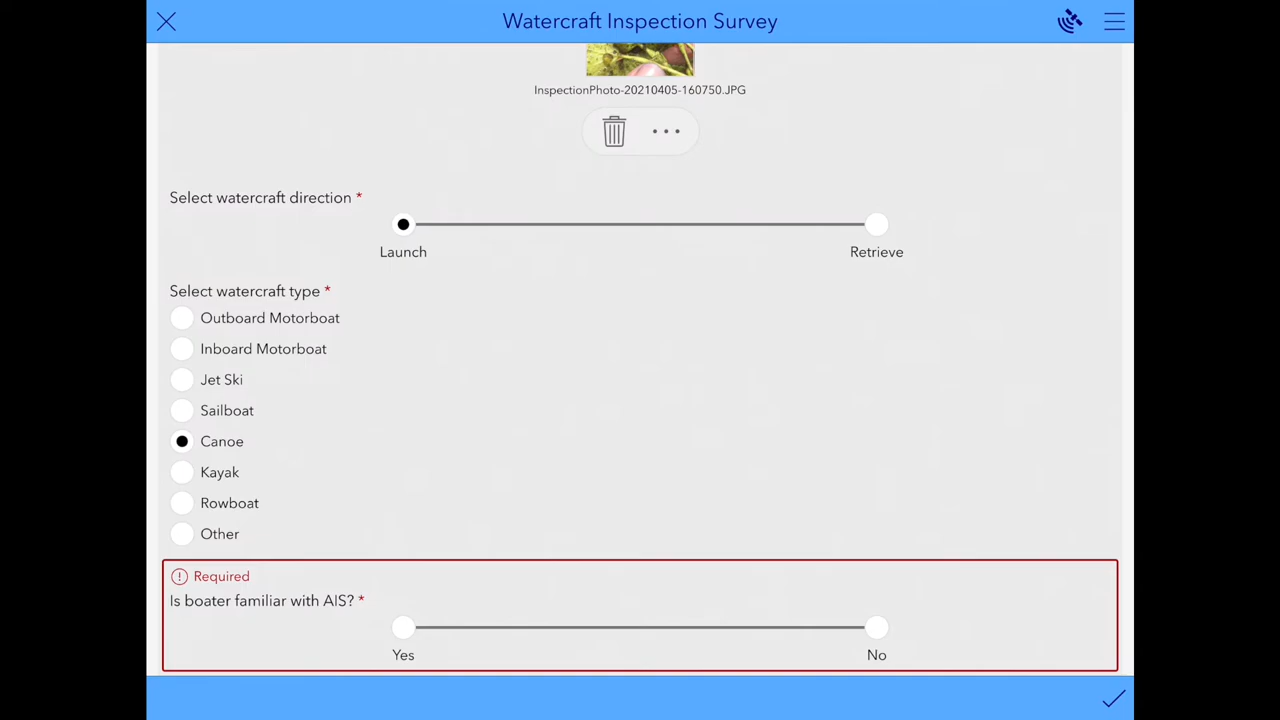 Watercraft Inspection Survey
InspectionPhoto-20210405-160750.JPG
Select watercraft direction *
Launch
Retrieve
Select watercraft type *
Outboard Motorboat
Inboard Motorboat
Jet Ski
Sailboat
Canoe
Kayak
Rowboat
Other
Required
Is boater familiar with AIS? *
Yes
No